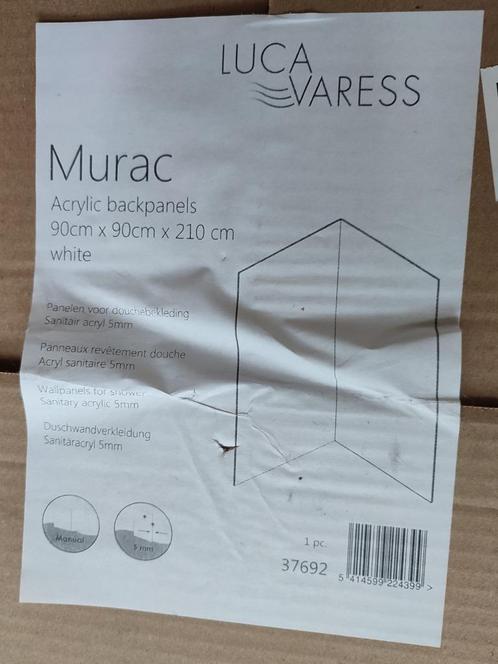 LUCA
VARESS
Murac
Acrylic backpanels
90cm x 90cm x 210 cm
white
Panelen voor douchebekleding
Sanitair acryl 5mm
Panneaux revêtement douche
Acryl sanitaire 5mm
Wallpanels for shower
Sanitary acrylic 5mm
Duschwandverkleidung
Sanitäracryl 5mm
Manual
5 mm
1 pc.
37692
5 414599 224399 >